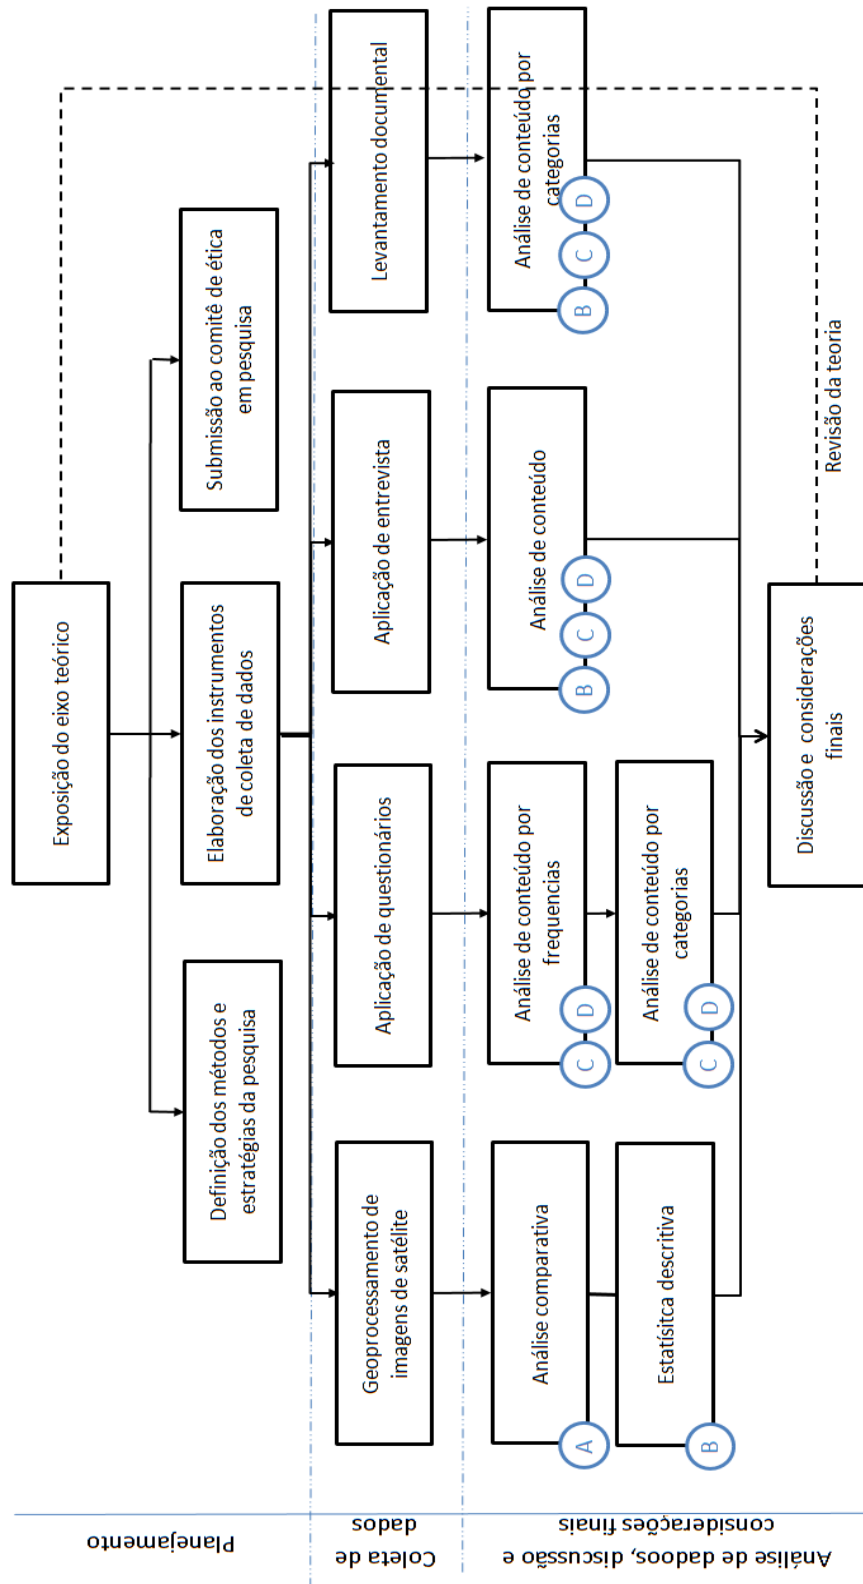 Planejamento
Coleta de
dados
Análise de dadoos, discussão e
considerações finais
Exposição do eixo teórico
Definição dos métodos e
estratégias da pesquisa
Elaboração dos instrumentos
de coleta de dados
Submissão ao comitê de ética
em pesquisa
Geoprocessamento de
imagens de satélite
Aplicação de questionários
Aplicação de entrevista
Levantamento documental
Análise comparativa
A
Análise de conteúdo por
frequencias
C
D
Análise de conteúdo
B
C
D
Análise de conteúdo por
categorias
B
C
D
Estatísitca descritiva
B
Análise de conteúdo por
categorias
C
D
Discussão e considerações
finais
Revisão da teoria